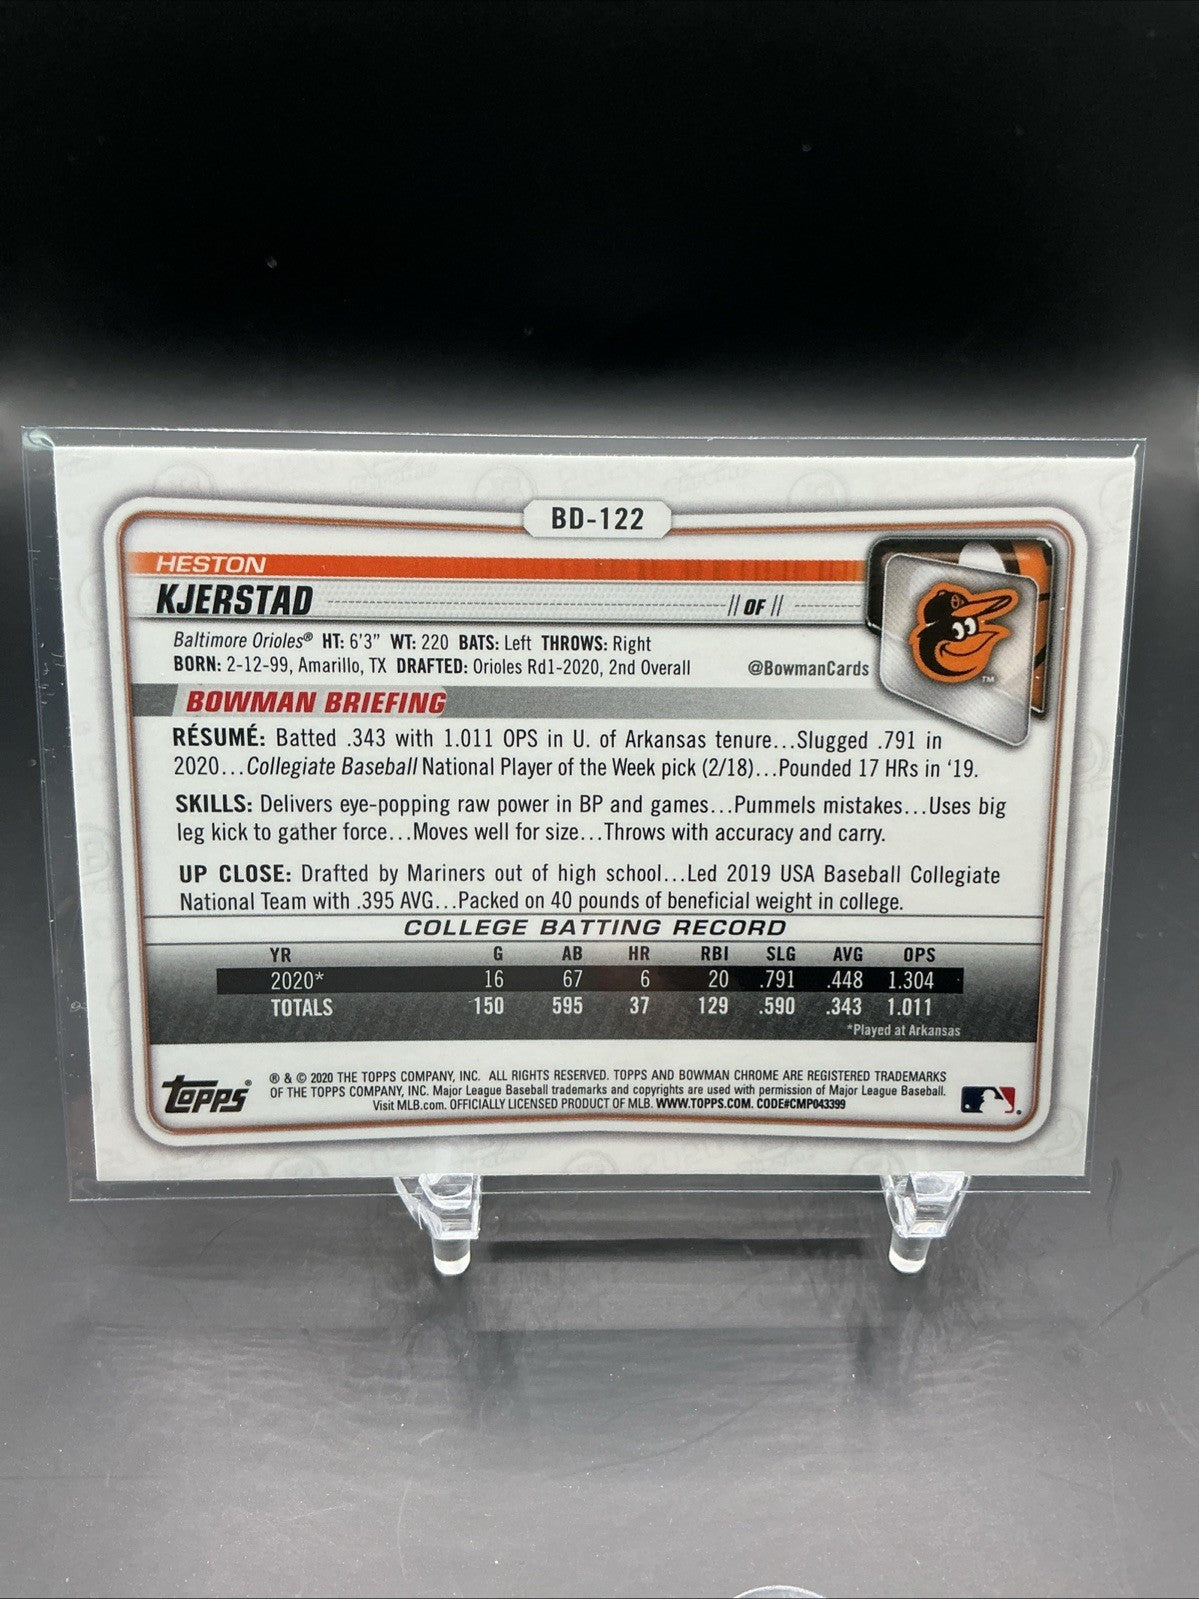 BD-122
HESTON
KJERSTAD // OF //
Baltimore Orioles® HT: 6'3" WT: 220 BATS: Left THROWS: Right
BORN: 2-12-99, Amarillo, TX DRAFTED: Orioles Rd1-2020, 2nd Overall @BowmanCards
TM
BOWMAN BRIEFING
RÉSUMÉ: Batted .343 with 1.011 OPS in U. of Arkansas tenure...Slugged .791 in
2020...Collegiate Baseball National Player of the Week pick (2/18)...Pounded 17 HRs in '19.
SKILLS: Delivers eye-popping raw power in BP and games...Pummels mistakes...Uses big
leg kick to gather force...Moves well for size...Throws with accuracy and carry.
UP CLOSE: Drafted by Mariners out of high school...Led 2019 USA Baseball Collegiate
National Team with .395 AVG...Packed on 40 pounds of beneficial weight in college.
COLLEGE BATTING RECORD
YR G AB HR RBI SLG AVG OPS
2020* 16 67 6 20 .791 .448 1.304
TOTALS 150 595 37 129 .590 .343 1.011
*Played at Arkansas
Topps®
® & © 2020 THE TOPPS COMPANY, INC. ALL RIGHTS RESERVED. TOPPS AND BOWMAN CHROME ARE REGISTERED TRADEMARKS
OF THE TOPPS COMPANY, INC. Major League Baseball trademarks and copyrights are used with permission of Major League Baseball.
Visit MLB.com. OFFICIALLY LICENSED PRODUCT OF MLB. WWW.TOPPS.COM. CODE#CMP043399